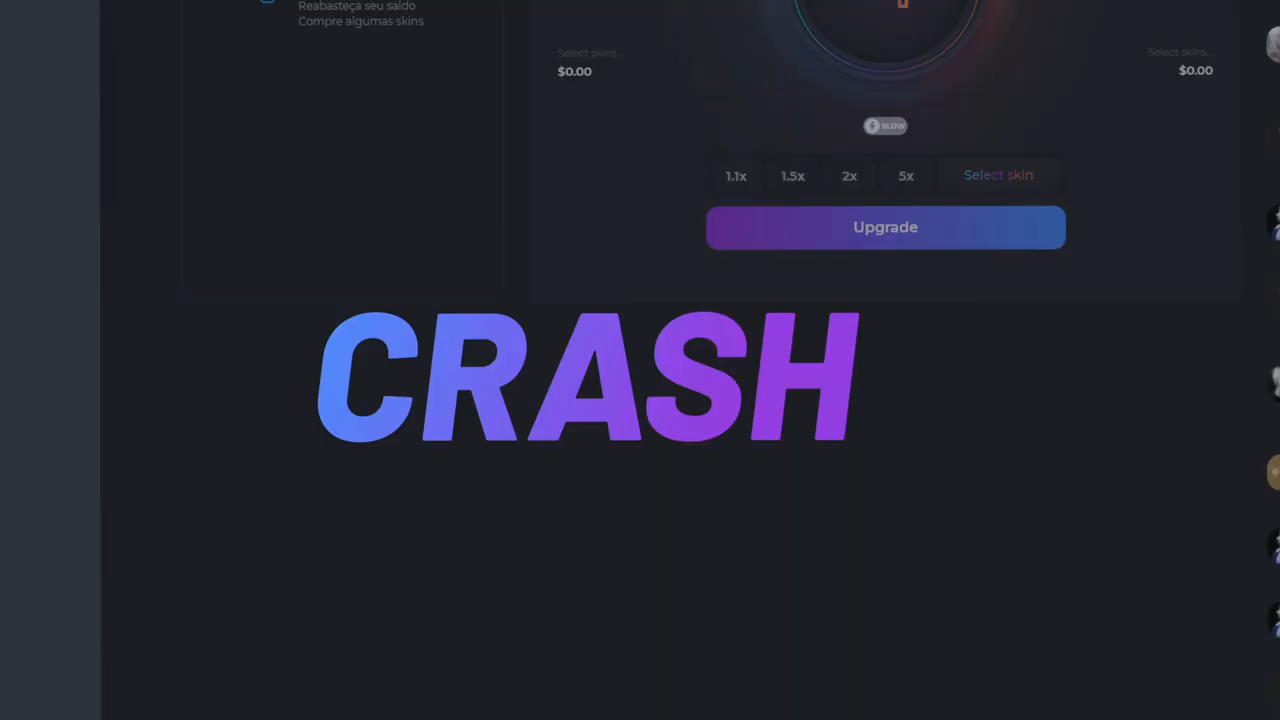 Reabasteça seu saldo
Compre algumas skins
Select skins...
$0.00
Select skins...
$0.00
SLOW
1.1x
1.5x
2x
5x
Select skin
Upgrade
CRASH